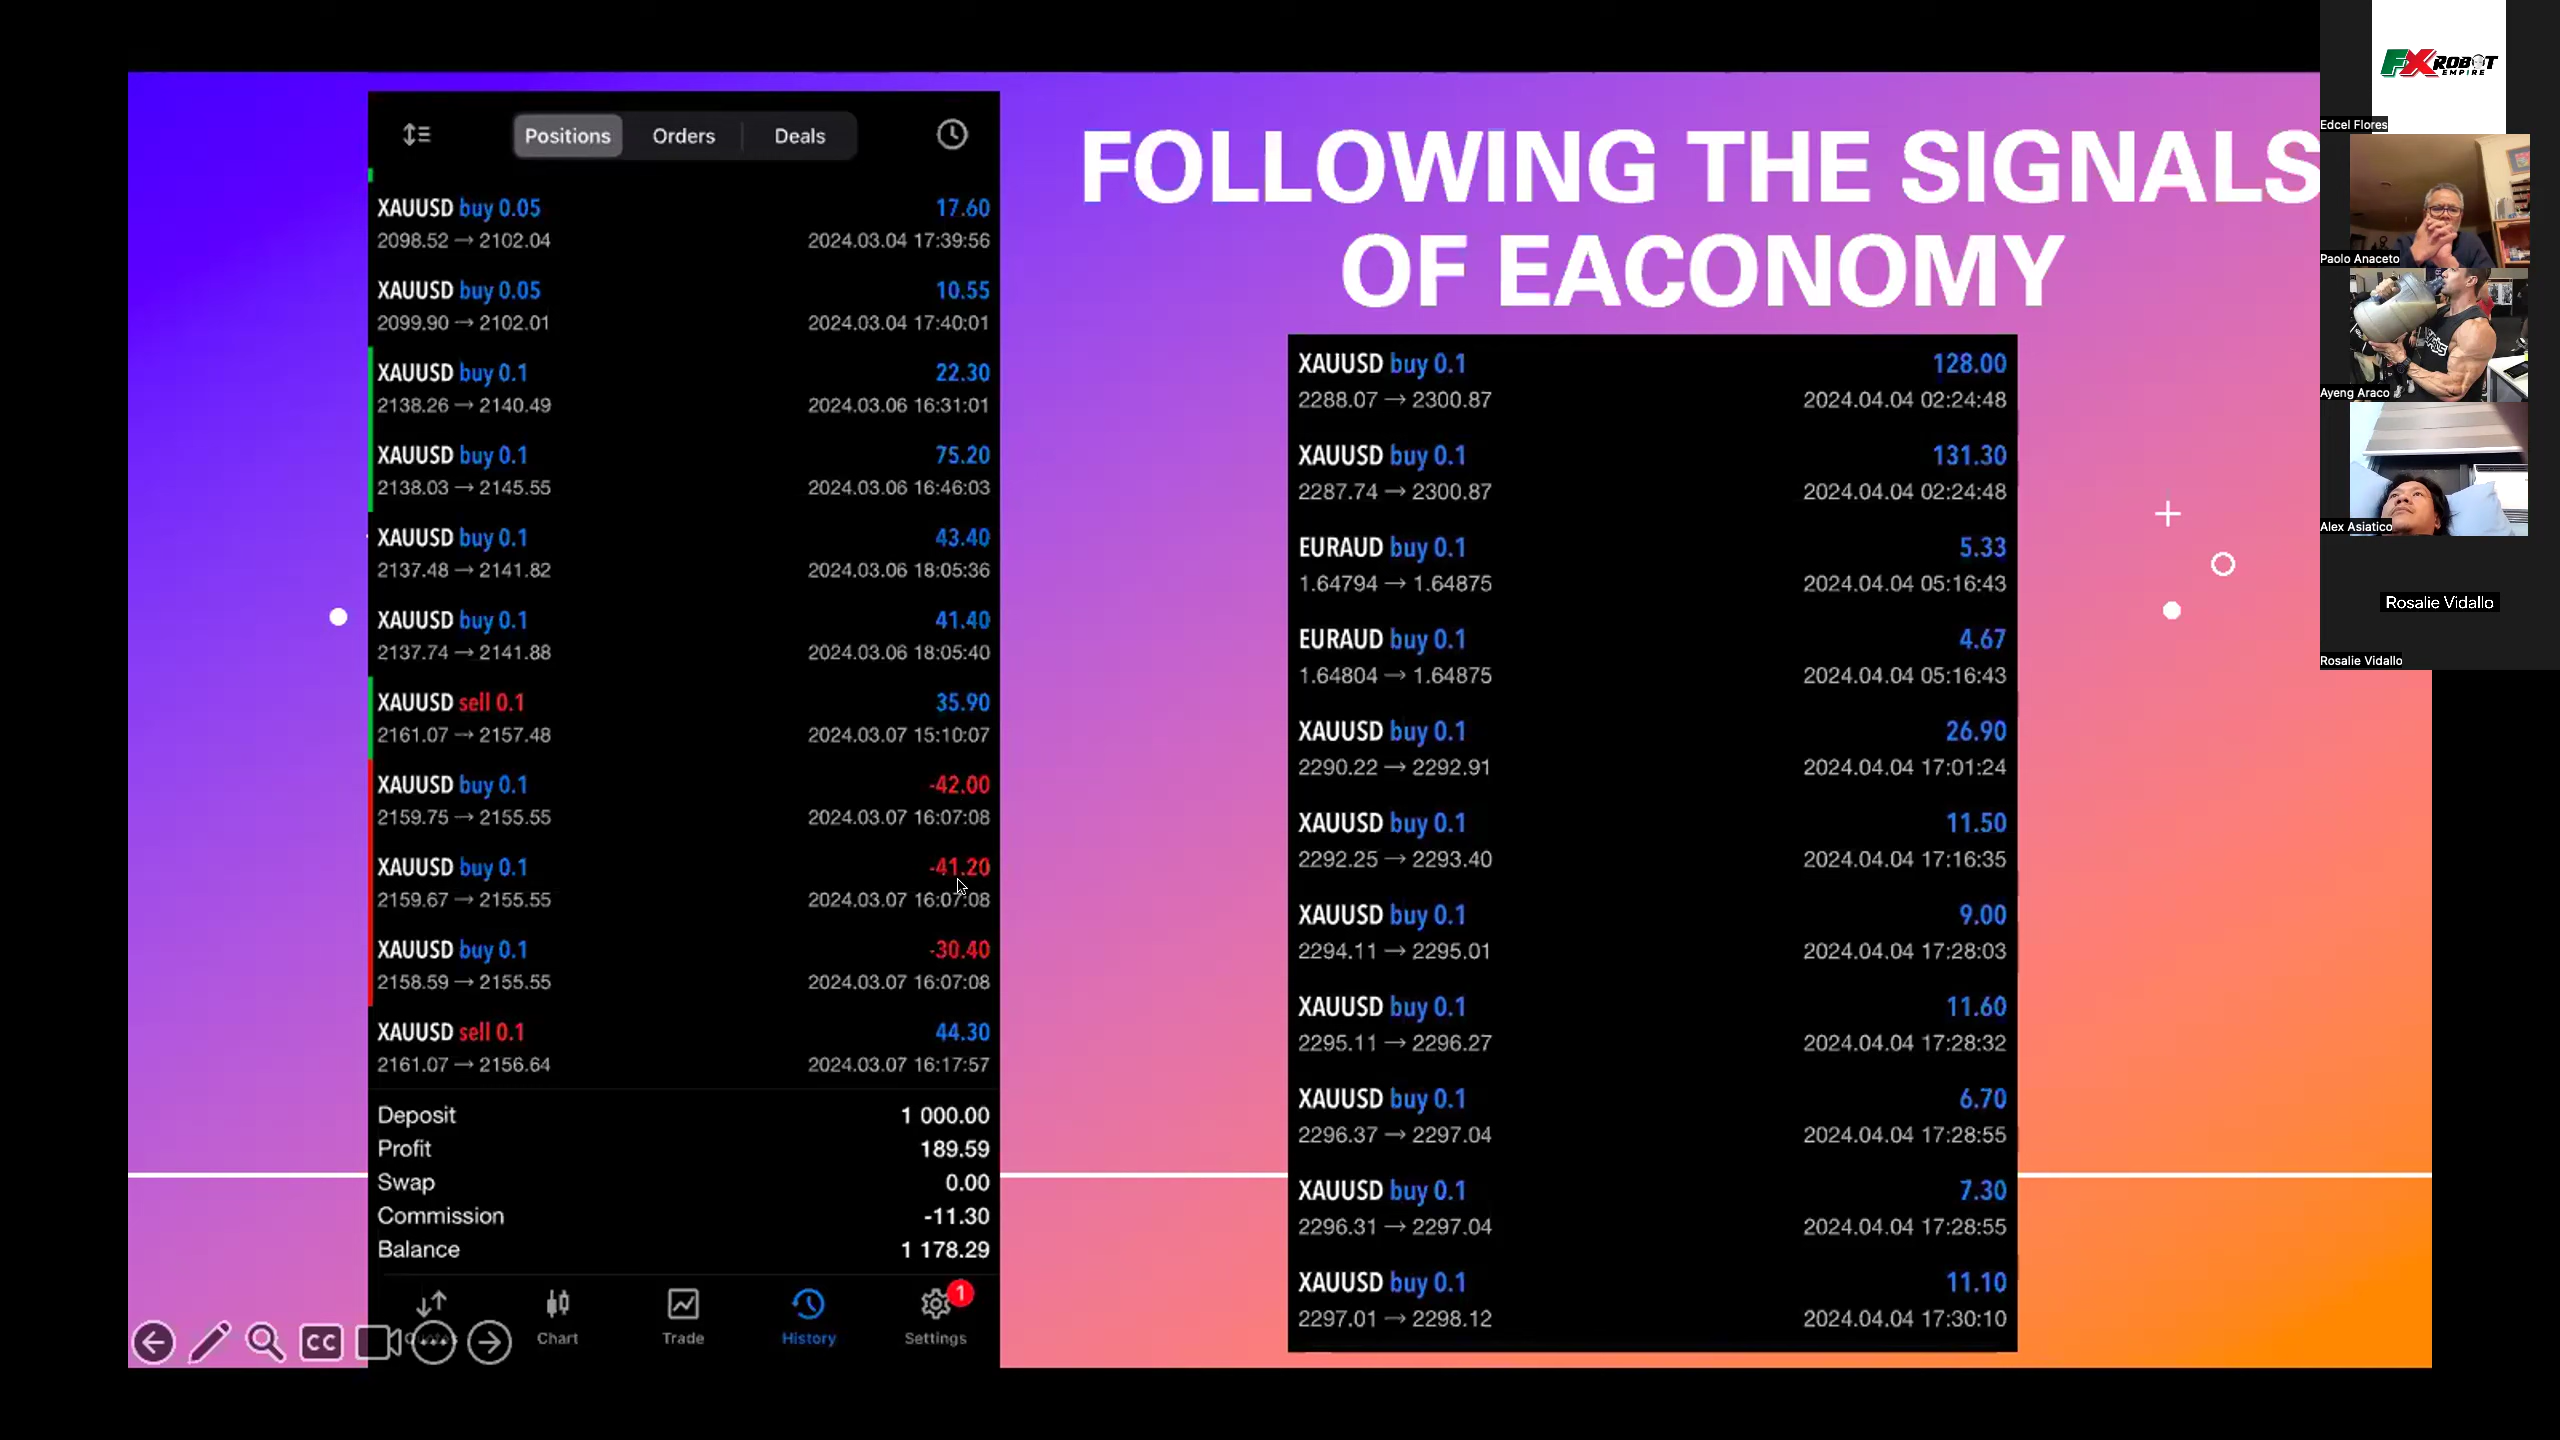 FOLLOWING THE SIGNALS
OF EACONOMY
Positions Orders Deals
XAUUSD buy 0.05 17.60
2098.52 → 2102.04 2024.03.04 17:39:56
XAUUSD buy 0.05 10.55
2099.90 → 2102.01 2024.03.04 17:40:01
XAUUSD buy 0.1 22.30
2138.26 → 2140.49 2024.03.06 16:31:01
XAUUSD buy 0.1 75.20
2138.03 → 2145.55 2024.03.06 16:46:03
XAUUSD buy 0.1 43.40
2137.48 → 2141.82 2024.03.06 18:05:36
XAUUSD buy 0.1 41.40
2137.74 → 2141.88 2024.03.06 18:05:40
XAUUSD sell 0.1 35.90
2161.07 → 2157.48 2024.03.07 15:10:07
XAUUSD buy 0.1 -42.00
2159.75 → 2155.55 2024.03.07 16:07:08
XAUUSD buy 0.1 -41.20
2159.67 → 2155.55 2024.03.07 16:07:08
XAUUSD buy 0.1 -30.40
2158.59 → 2155.55 2024.03.07 16:07:08
XAUUSD sell 0.1 44.30
2161.07 → 2156.64 2024.03.07 16:17:57
Deposit 1 000.00
Profit 189.59
Swap 0.00
Commission -11.30
Balance 1 178.29
Chart Trade History Settings
1
CC
XAUUSD buy 0.1 128.00
2288.07 → 2300.87 2024.04.04 02:24:48
XAUUSD buy 0.1 131.30
2287.74 → 2300.87 2024.04.04 02:24:48
EURAUD buy 0.1 5.33
1.64794 → 1.64875 2024.04.04 05:16:43
EURAUD buy 0.1 4.67
1.64804 → 1.64875 2024.04.04 05:16:43
XAUUSD buy 0.1 26.90
2290.22 → 2292.91 2024.04.04 17:01:24
XAUUSD buy 0.1 11.50
2292.25 → 2293.40 2024.04.04 17:16:35
XAUUSD buy 0.1 9.00
2294.11 → 2295.01 2024.04.04 17:28:03
XAUUSD buy 0.1 11.60
2295.11 → 2296.27 2024.04.04 17:28:32
XAUUSD buy 0.1 6.70
2296.37 → 2297.04 2024.04.04 17:28:55
XAUUSD buy 0.1 7.30
2296.31 → 2297.04 2024.04.04 17:28:55
XAUUSD buy 0.1 11.10
2297.01 → 2298.12 2024.04.04 17:30:10
FX ROBOT
EMPIRE
Edcel Flores
Paolo Anaceto
Ayeng Araco
Alex Asiatico
Rosalie Vidallo
Rosalie Vidallo